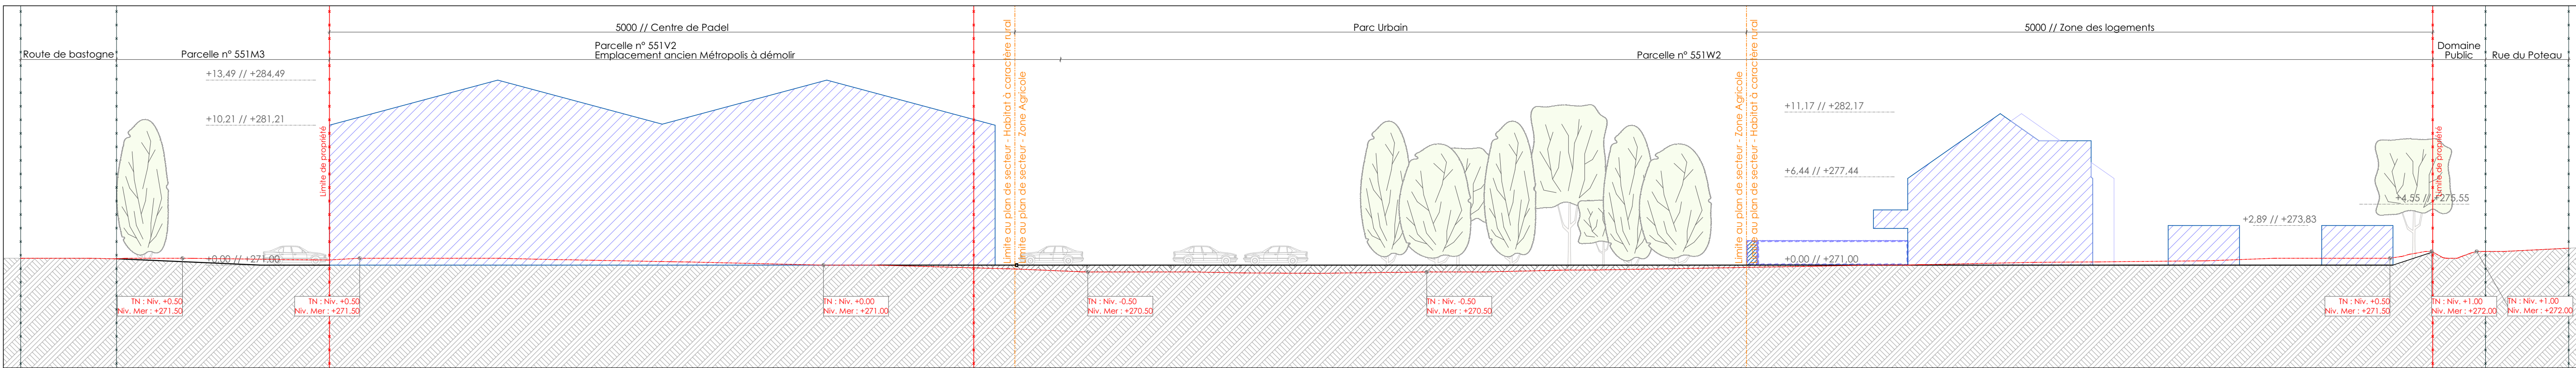 5000 // Centre de Padel
Parc Urbain
5000 // Zone des logements
Route de bastogne
Parcelle n° 551M3
Parcelle n° 551V2
Emplacement ancien Métropolis à démolir
Parcelle n° 551W2
Domaine
Public
Rue du Poteau
+13,49 // +284,49
+10,21 // +281,21
+0,00 // +271,00
Limite de propriété
Limite au plan de secteur - Habitat à caractère rural
Limite au plan de secteur - Zone Agricole
Limite au plan de secteur - Zone Agricole
Limite au plan de secteur - Habitat à caractère rural
+11,17 // +282,17
+6,44 // +277,44
+0,00 // +271,00
+2,89 // +273,83
+4,55 // +275,55
Limite de propriété
TN : Niv. +0.50
Niv. Mer : +271.50
TN : Niv. +0.50
Niv. Mer : +271.50
TN : Niv. +0.00
Niv. Mer : +271.00
TN : Niv. -0.50
Niv. Mer : +270.50
TN : Niv. -0.50
Niv. Mer : +270.50
TN : Niv. +0.50
Niv. Mer : +271.50
TN : Niv. +1.00
Niv. Mer : +272.00
TN : Niv. +1.00
Niv. Mer : +272.00